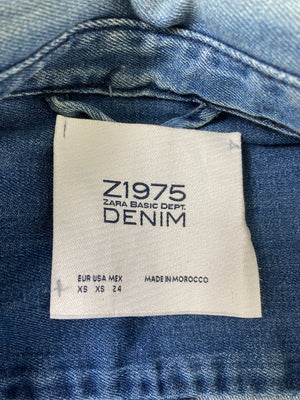 Z1975
ZARA BASIC DEPT.
DENIM
EUR USA MEX MADE IN MOROCCO
XS XS 24